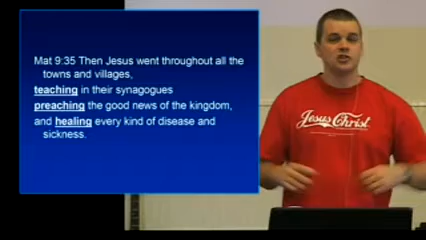 Mat 9:35 Then Jesus went throughout all the
towns and villages,
teaching in their synagogues
preaching the good news of the kingdom,
and healing every kind of disease and
sickness.
Jesus Christ